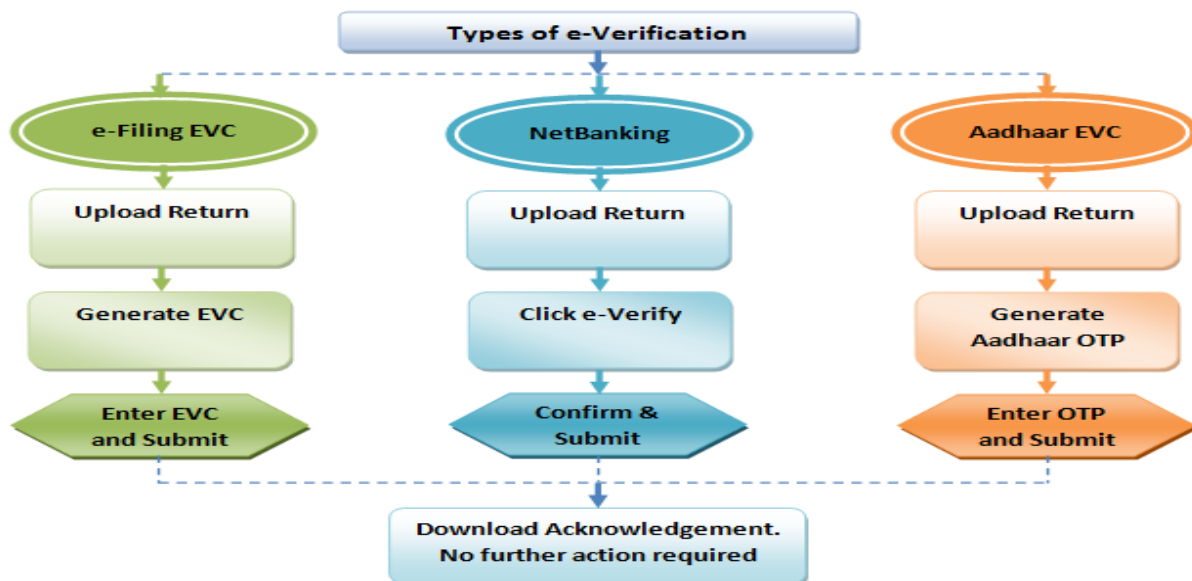 Types of e-Verification
e-Filing EVC
NetBanking
Aadhaar EVC
Upload Return
Upload Return
Upload Return
Generate EVC
Click e-Verify
Generate
Aadhaar OTP
Enter EVC
and Submit
Confirm &
Submit
Enter OTP
and Submit
Download Acknowledgement.
No further action required